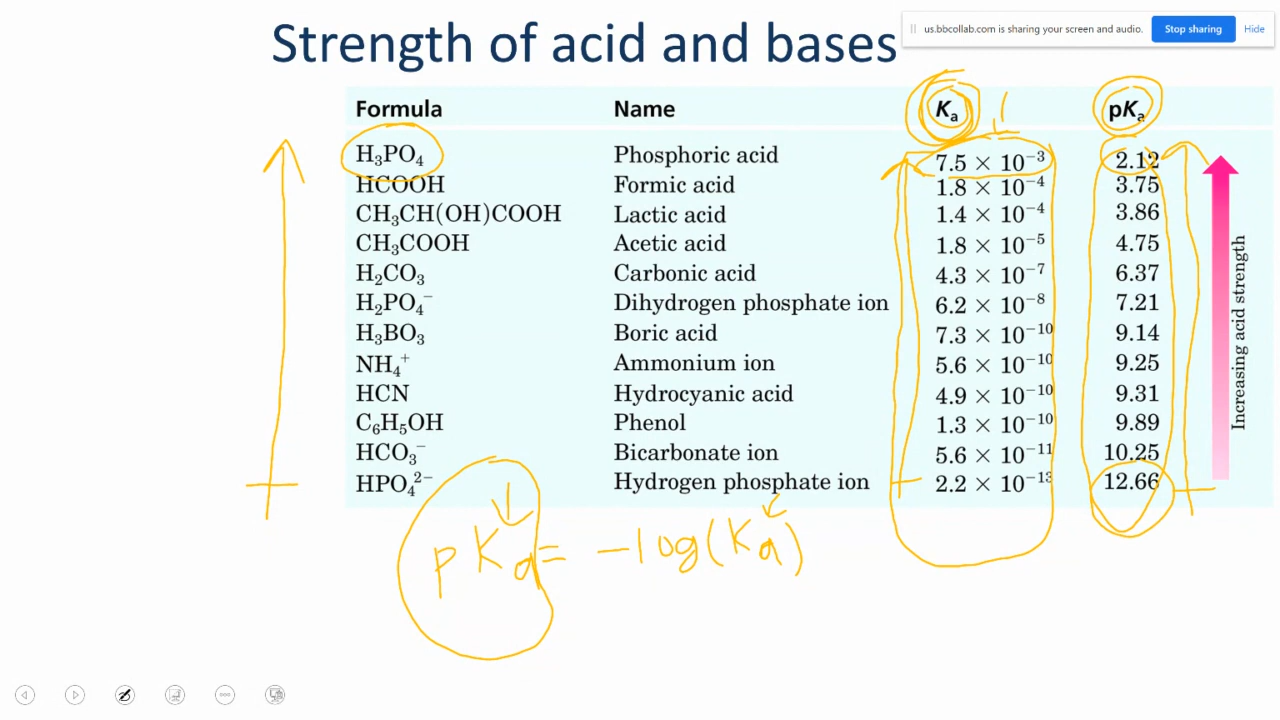 Strength of acid and bases
us.bbcollab.com is sharing your screen and audio. Stop sharing Hide
Formula Name Kₐ pKₐ
H₃PO₄ Phosphoric acid 7.5 × 10⁻³ 2.12
HCOOH Formic acid 1.8 × 10⁻⁴ 3.75
CH₃CH(OH)COOH Lactic acid 1.4 × 10⁻⁴ 3.86
CH₃COOH Acetic acid 1.8 × 10⁻⁵ 4.75
H₂CO₃ Carbonic acid 4.3 × 10⁻⁷ 6.37
H₂PO₄⁻ Dihydrogen phosphate ion 6.2 × 10⁻⁸ 7.21
H₃BO₃ Boric acid 7.3 × 10⁻¹⁰ 9.14
NH₄⁺ Ammonium ion 5.6 × 10⁻¹⁰ 9.25
HCN Hydrocyanic acid 4.9 × 10⁻¹⁰ 9.31
C₆H₅OH Phenol 1.3 × 10⁻¹⁰ 9.89
HCO₃⁻ Bicarbonate ion 5.6 × 10⁻¹¹ 10.25
HPO₄²⁻ Hydrogen phosphate ion 2.2 × 10⁻¹³ 12.66
Increasing acid strength
pKa = -log(Ka)